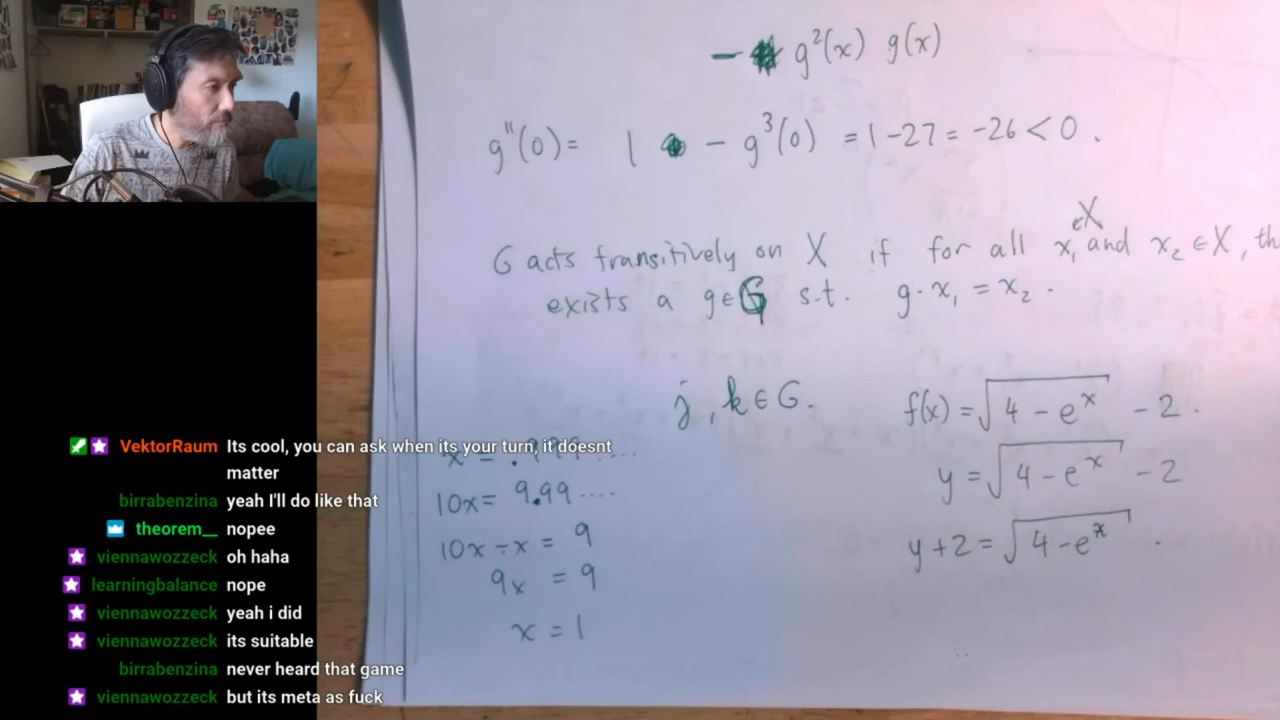 - g²(x) g(x)
g''(0) = 1 - g³(0) = 1 - 27 = -26 < 0 .
G acts transitively on X if for all x₁ ∈X and x₂ ∈ X, th
exists a g∈G s.t. g·x₁ = x₂ .
j, k ∈ G.
x = .999....
10x = 9.99 ....
10x - x = 9
9x = 9
x = 1
f(x) = √4 - eˣ - 2 .
y = √4 - eˣ - 2
y + 2 = √4 - eˣ .
VektorRaum Its cool, you can ask when its your turn, it doesnt
matter
birrabenzina yeah I'll do like that
theorem__ nopee
viennawozzeck oh haha
learningbalance nope
viennawozzeck yeah i did
viennawozzeck its suitable
birrabenzina never heard that game
viennawozzeck but its meta as fuck